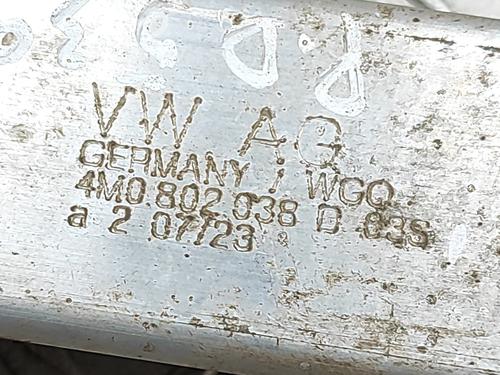 VW AG
GERMANY / WGQ
4M0.802.038 D 03S
a 2 07/23